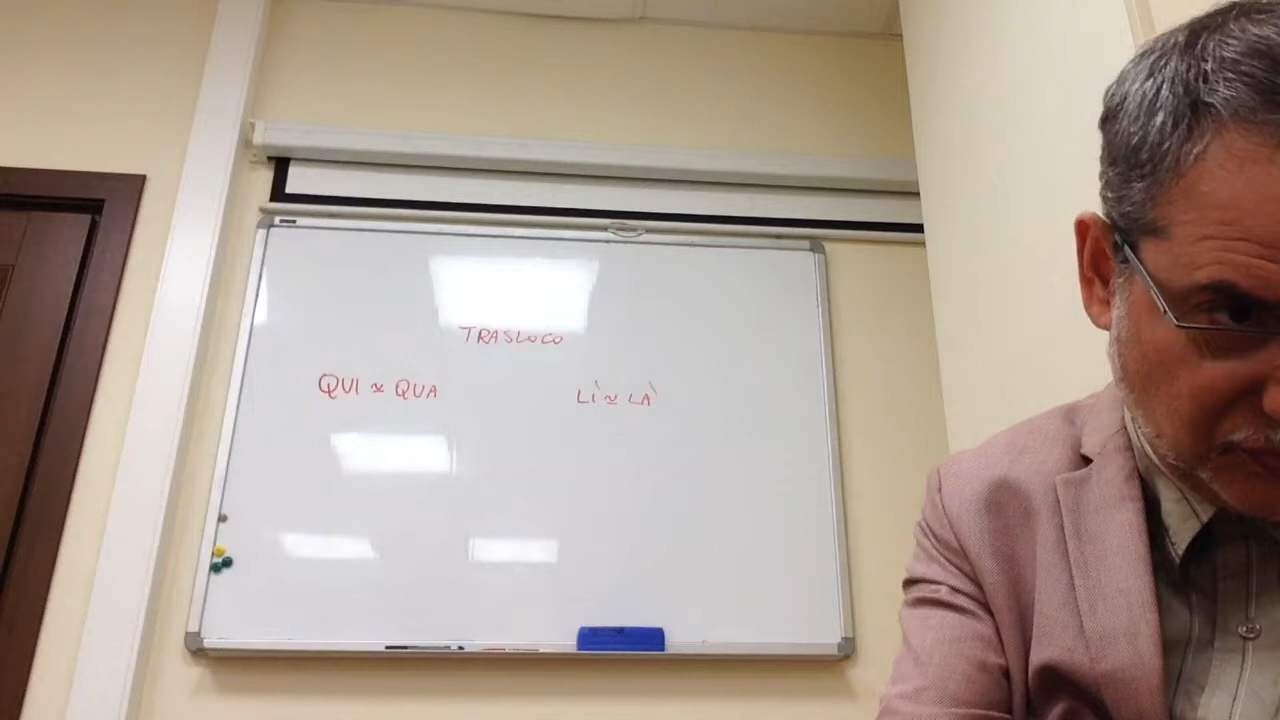 TRASLOCO
QUI ≃ QUA
LÌ ≃ LÀ